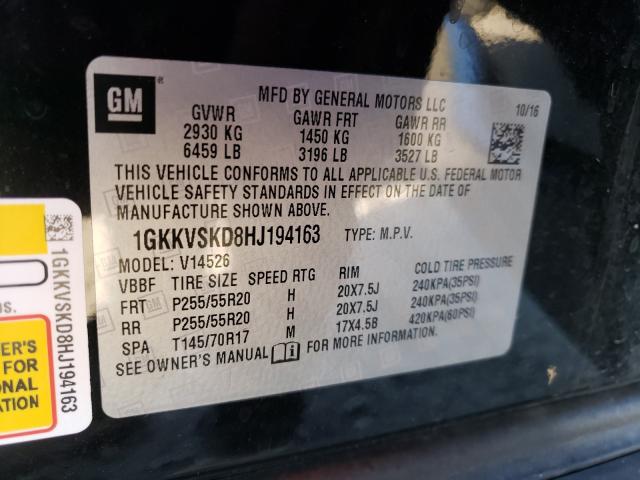 GM
MFD BY GENERAL MOTORS LLC 10/16
GVWR GAWR FRT GAWR RR
2930 KG 1450 KG 1600 KG
6459 LB 3196 LB 3527 LB
THIS VEHICLE CONFORMS TO ALL APPLICABLE U.S. FEDERAL MOTOR
VEHICLE SAFETY STANDARDS IN EFFECT ON THE DATE OF
MANUFACTURE SHOWN ABOVE.
1GKKVSKD8HJ194163 TYPE: M.P.V.
MODEL: V14526
VBBF TIRE SIZE SPEED RTG RIM COLD TIRE PRESSURE
FRT P255/55R20 H 20X7.5J 240KPA(35PSI)
RR P255/55R20 H 20X7.5J 240KPA(35PSI)
SPA T145/70R17 M 17X4.5B 420KPA(60PSI)
SEE OWNER'S MANUAL FOR MORE INFORMATION.
1GKKVSKD8HJ194163
ns.
ER'S
FOR
ONAL
ATION